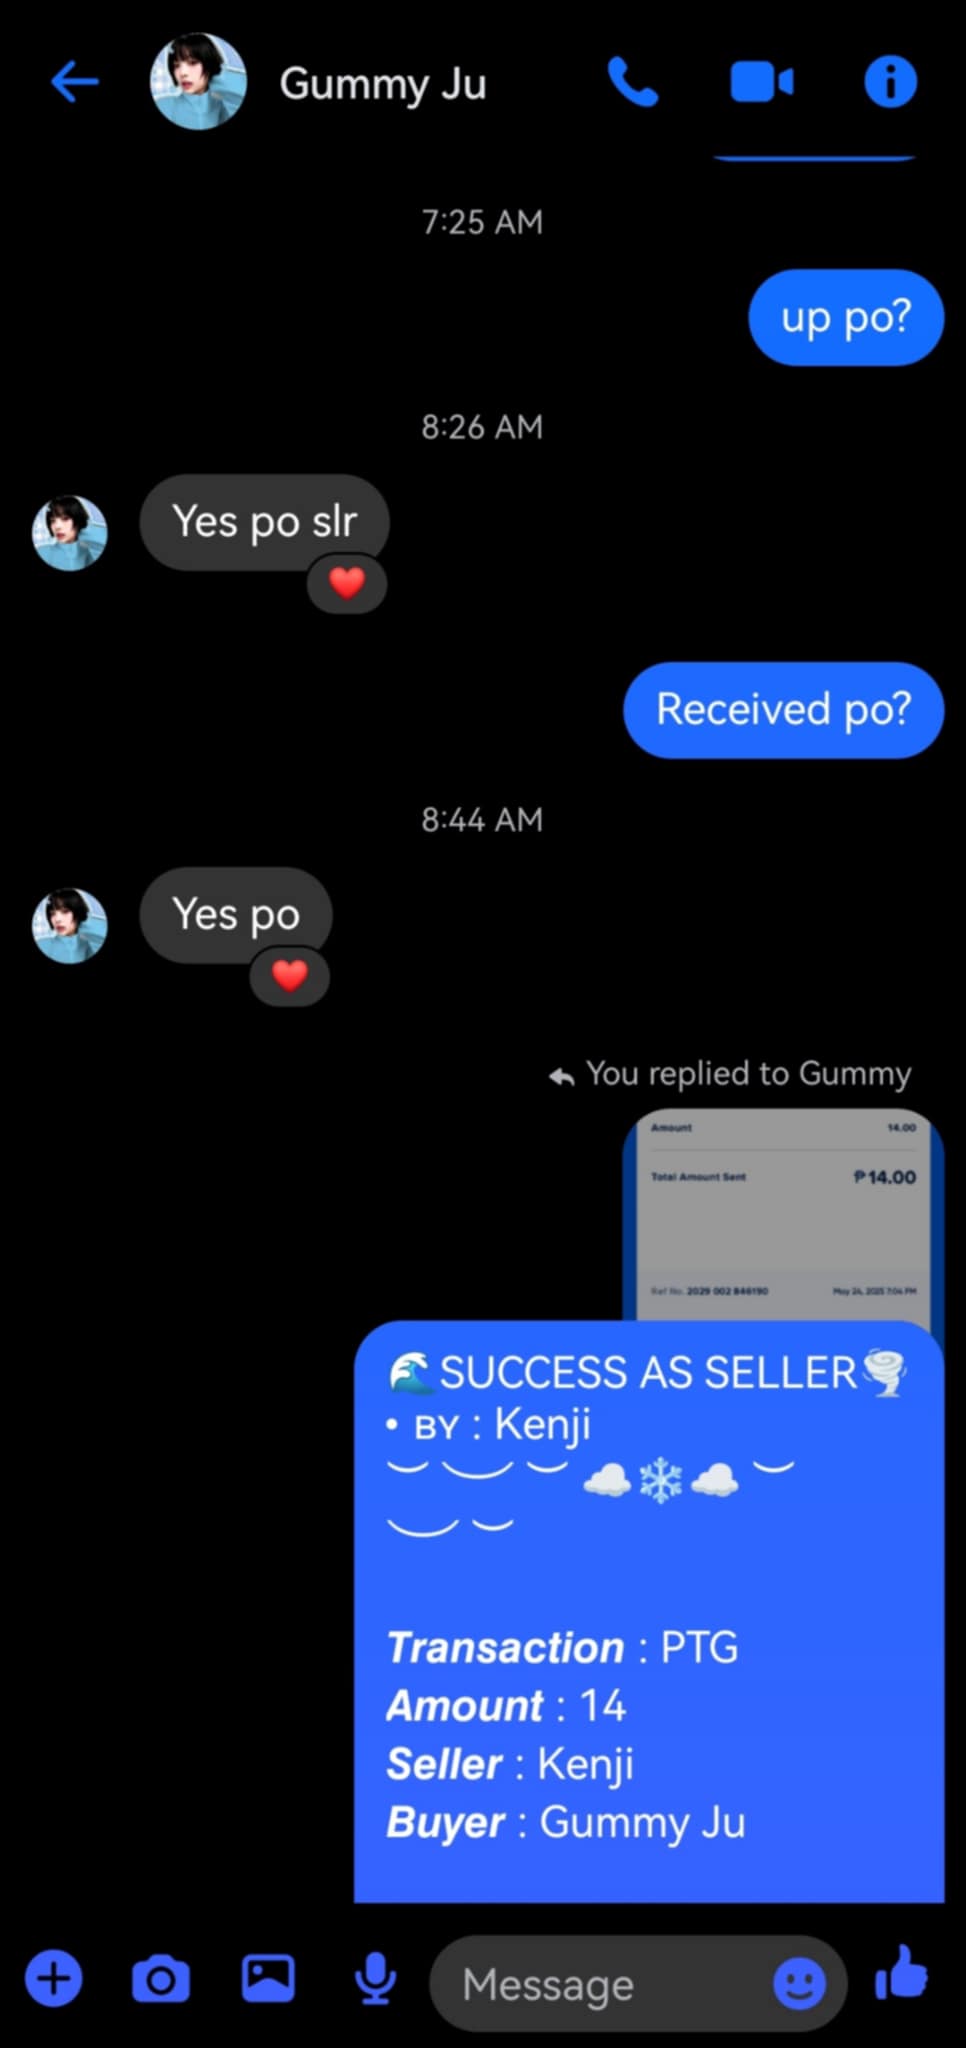 Gummy Ju
7:25 AM
up po?
8:26 AM
Yes po slr
Received po?
8:44 AM
Yes po
You replied to Gummy
Amount 14.00
Total Amount Sent ₱14.00
Ref No. 2029 002 846190 May 24, 2025 7:04 PM
🌊SUCCESS AS SELLER🌪️
• ʙʏ : Kenji
︶ ⏝ ︶ ☁️❄️☁️ ︶
⏝ ︶
Transaction : PTG
Amount : 14
Seller : Kenji
Buyer : Gummy Ju
Message